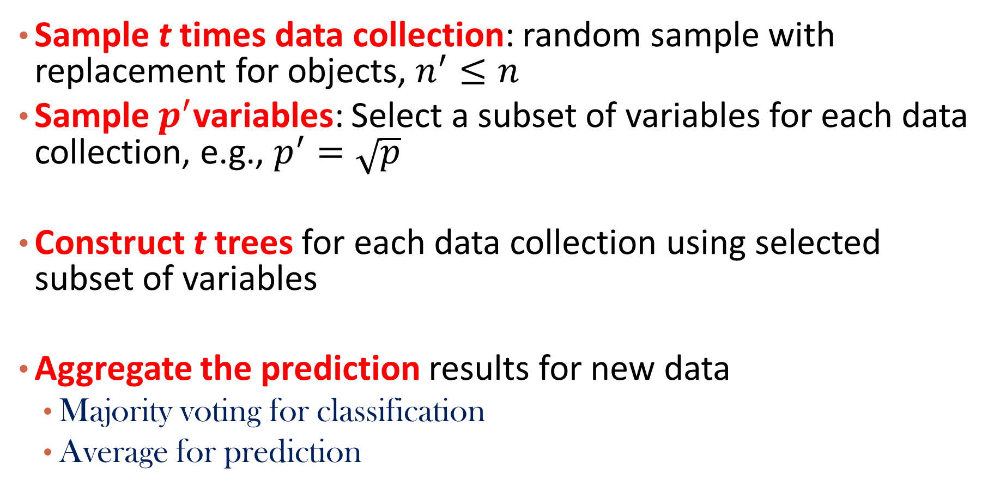 • Sample t times data collection: random sample with
replacement for objects, n′ ≤ n
• Sample p′ variables: Select a subset of variables for each data
collection, e.g., p′ = √p
• Construct t trees for each data collection using selected
subset of variables
• Aggregate the prediction results for new data
• Majority voting for classification
• Average for prediction